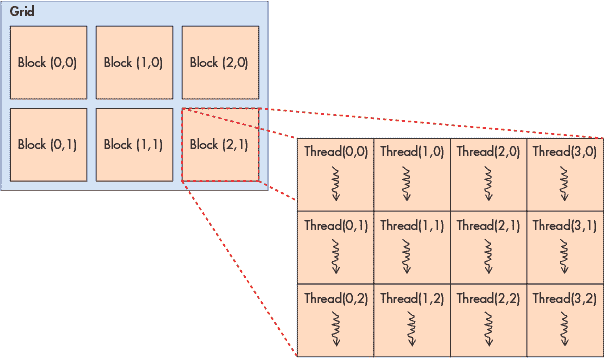 Grid
Block (0,0) Block (1,0) Block (2,0)
Block (0,1) Block (1,1) Block (2,1)
Thread(0,0) Thread(1,0) Thread(2,0) Thread(3,0)
Thread(0,1) Thread(1,1) Thread(2,1) Thread(3,1)
Thread(0,2) Thread(1,2) Thread(2,2) Thread(3,2)